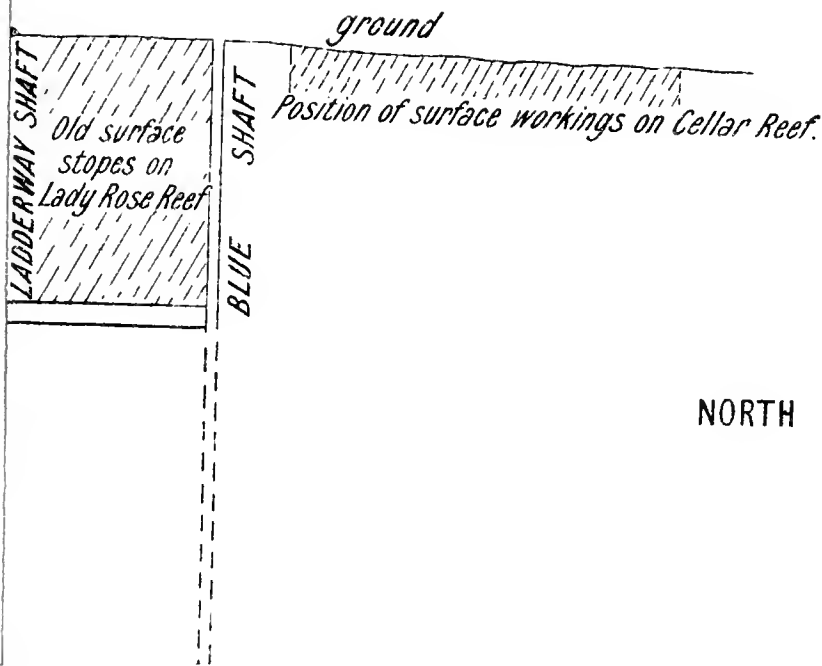 ground
LADDERWAY SHAFT
Old surface
stopes on
Lady Rose Reef
BLUE SHAFT
Position of surface workings on Cellar Reef.
NORTH